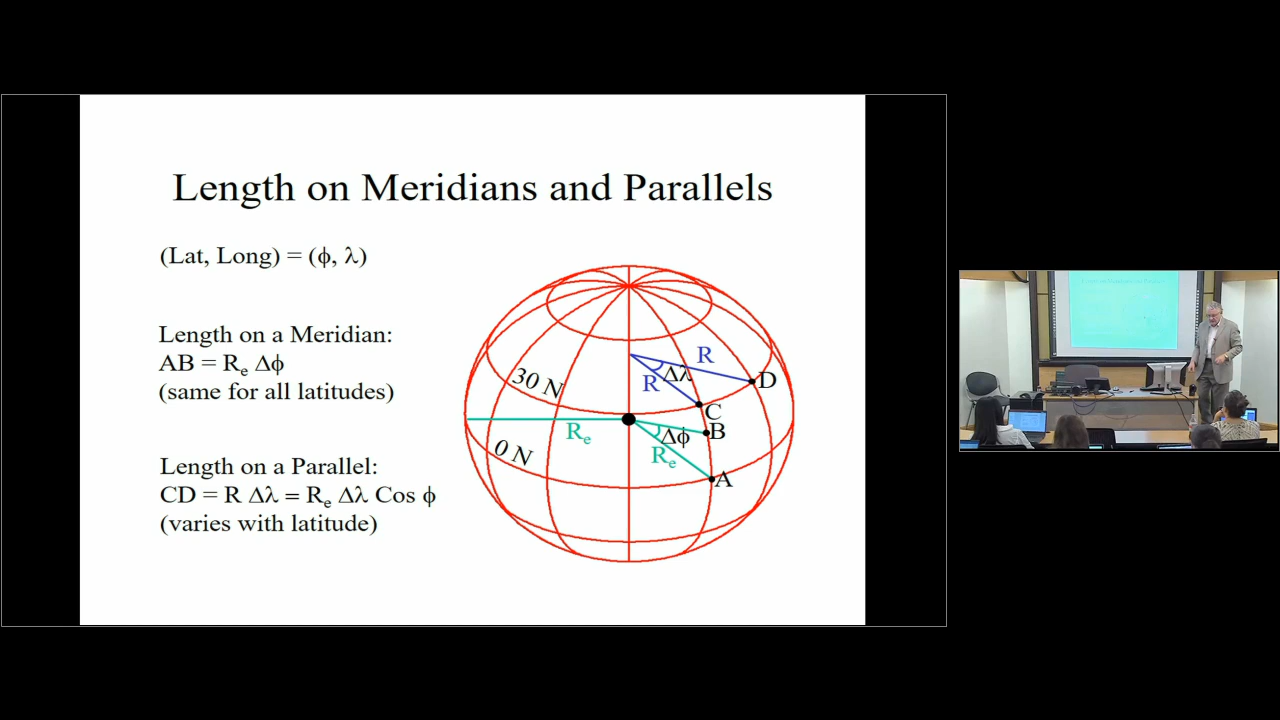 Length on Meridians and Parallels
(Lat, Long) = (ϕ, λ)
Length on a Meridian:
AB = Re Δϕ
(same for all latitudes)
Length on a Parallel:
CD = R Δλ = Re Δλ Cos ϕ
(varies with latitude)
R
Δλ
R
D
30 N
C
B
Re
Δϕ
Re
0 N
A